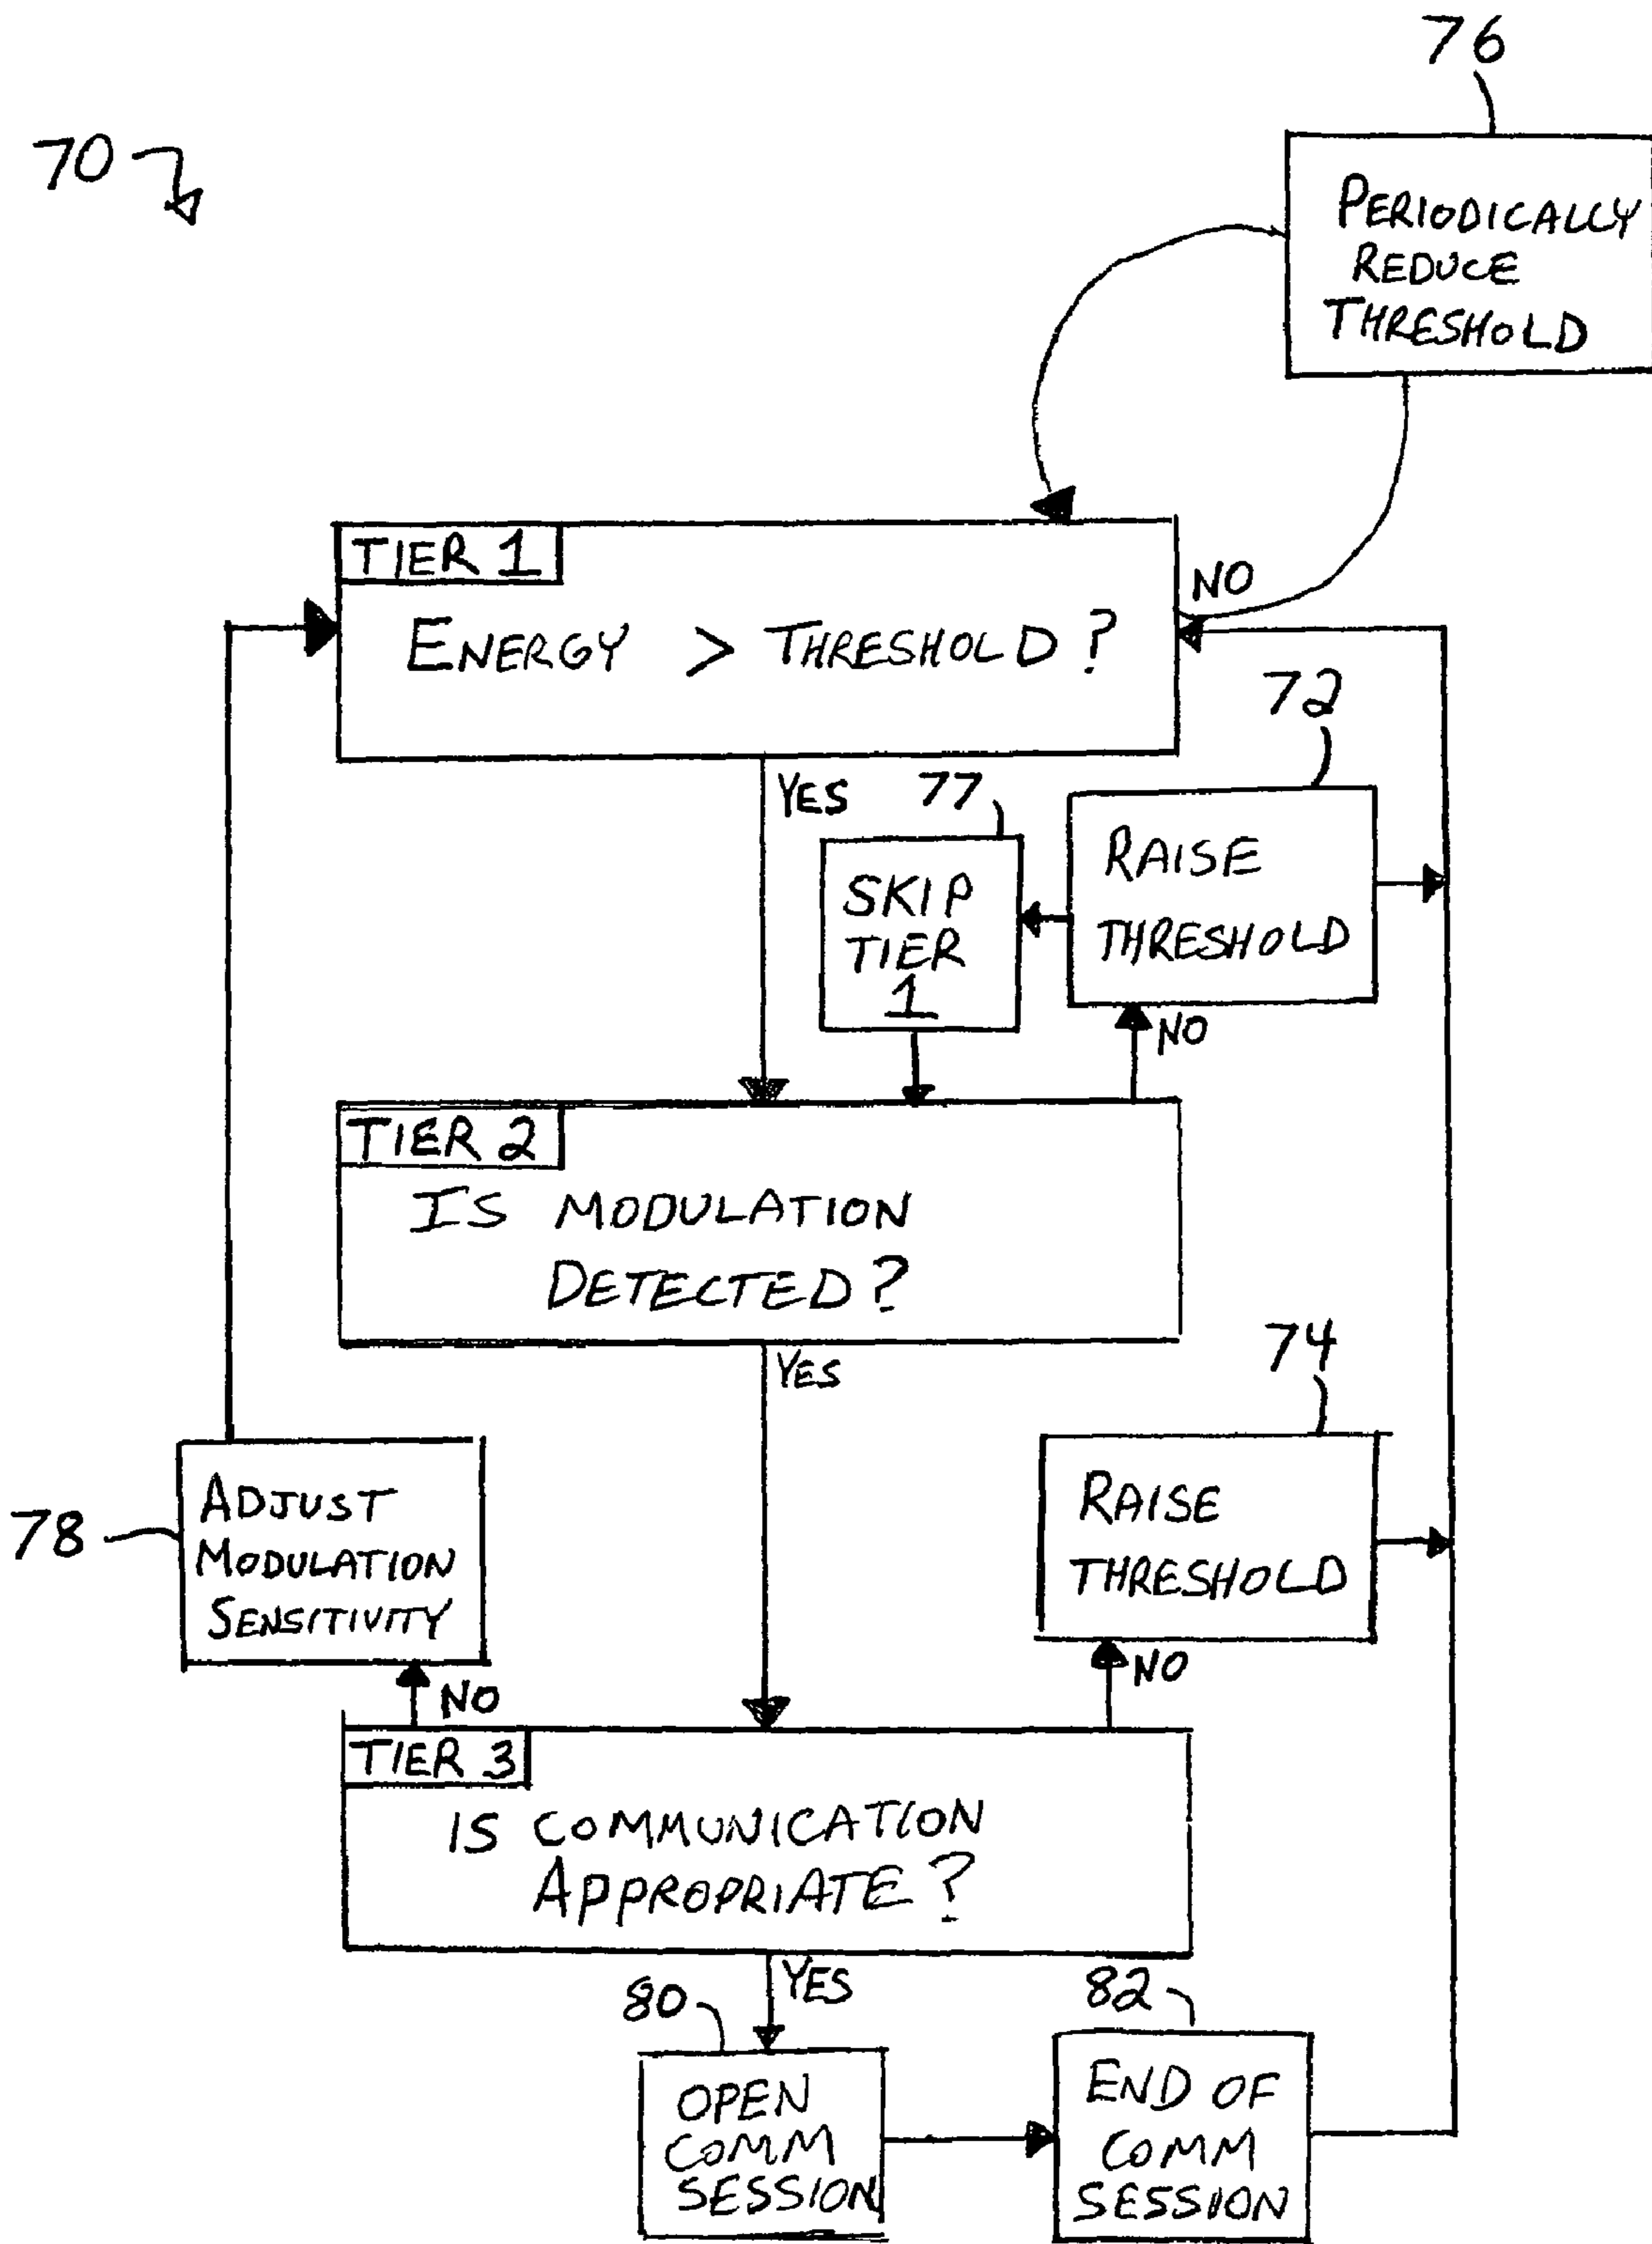 76
70
PERIODICALLY
REDUCE
THRESHOLD
TIER 1
NO
ENERGY > THRESHOLD?
72
YES
77
RAISE
THRESHOLD
SKIP
TIER
1
NO
TIER 2
IS MODULATION
DETECTED?
YES
74
78
ADJUST
MODULATION
SENSITIVITY
RAISE
THRESHOLD
NO
NO
TIER 3
IS COMMUNICATION
APPROPRIATE?
YES
80
82
OPEN
COMM
SESSION
END OF
COMM
SESSION